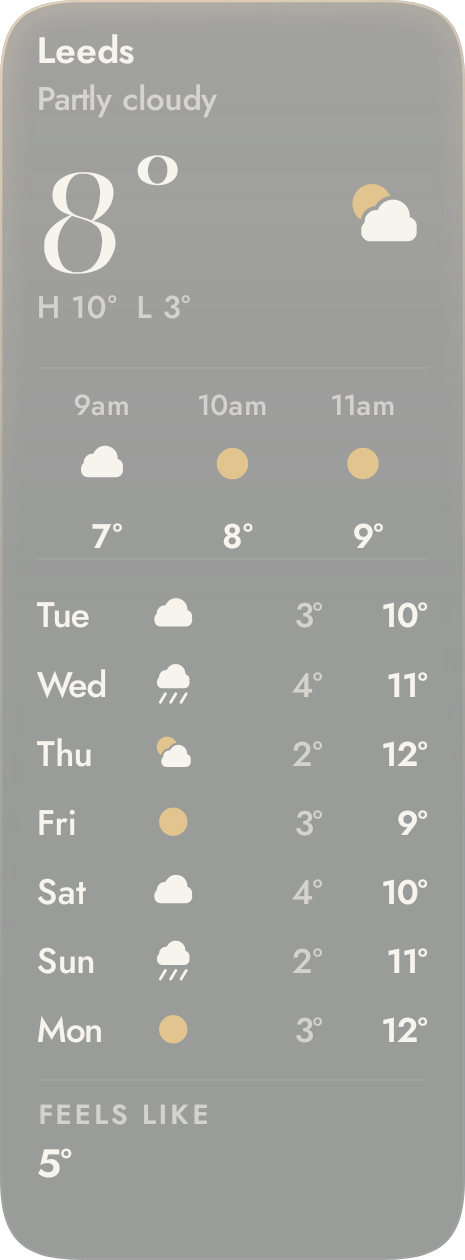 Leeds
Partly cloudy
8°
H 10° L 3°
9am 10am 11am
7° 8° 9°
Tue 3° 10°
Wed 4° 11°
Thu 2° 12°
Fri 3° 9°
Sat 4° 10°
Sun 2° 11°
Mon 3° 12°
FEELS LIKE
5°